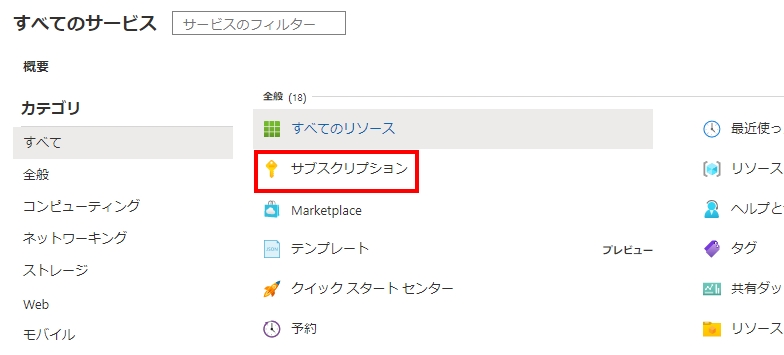 すべてのサービス サービスのフィルター
概要
カテゴリ
すべて
全般
コンピューティング
ネットワーキング
ストレージ
Web
モバイル
全般 (18)
すべてのリソース
サブスクリプション
Marketplace
テンプレート プレビュー
クイック スタート センター
予約
最近使っ
リソース
ヘルプと
タグ
共有ダッ
リソース